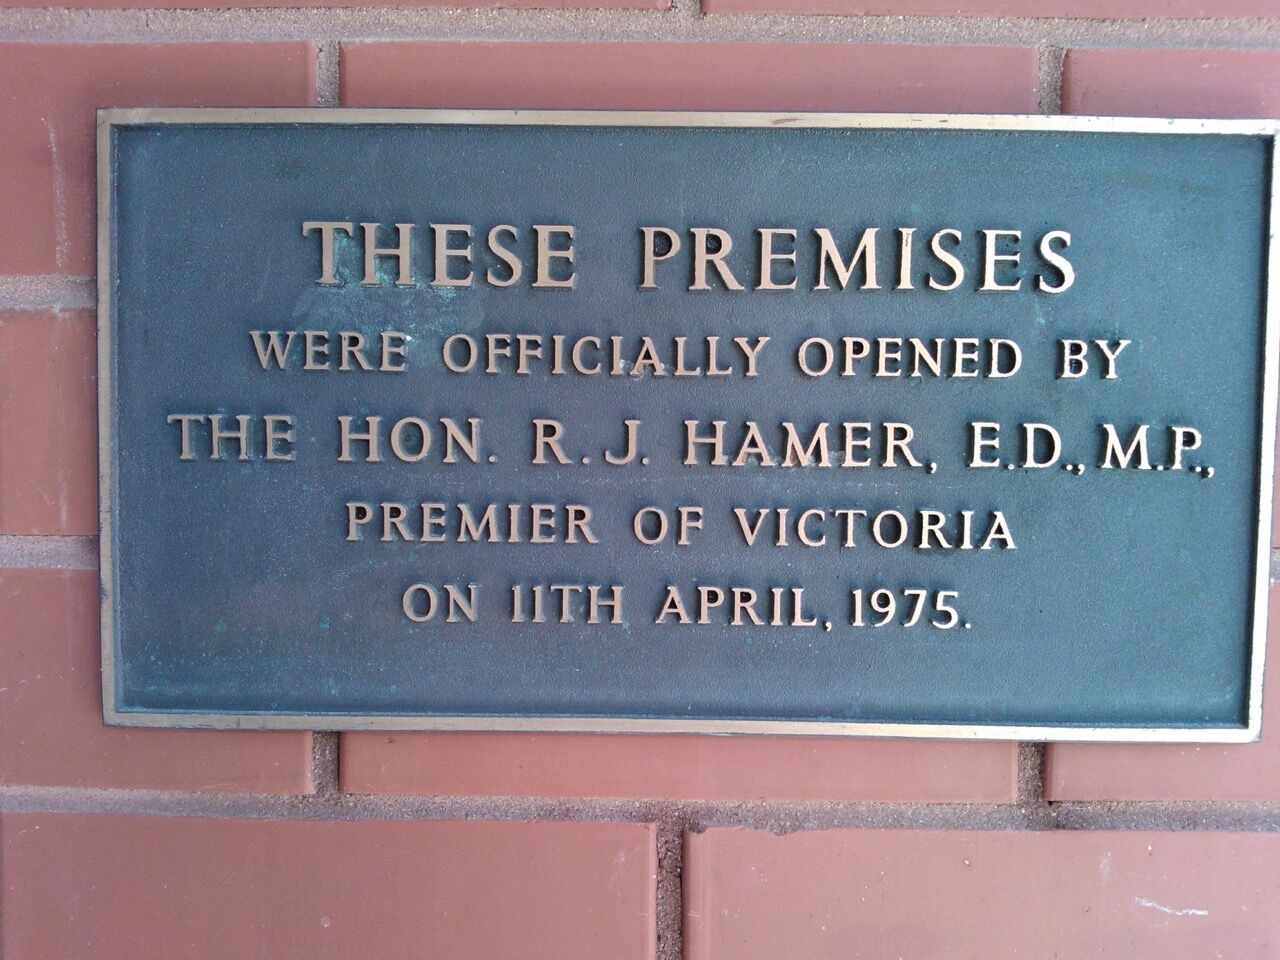 THESE PREMISES
WERE OFFICIALLY OPENED BY
THE HON. R.J. HAMER, E.D., M.P.,
PREMIER OF VICTORIA
ON 11TH APRIL, 1975.